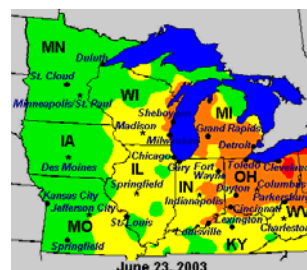 MN
Duluth
St. Cloud
WI
Minneapolis/St. Paul
Sheboygan
MI
Madison
Milwaukee
Grand Rapids
IA
Detroit
Chicago
Toledo
Cleveland
Des Moines
Gary
Fort Wayne
IL
OH
Columbus
IN
Dayton
Springfield
Parkersburg
Kansas City
Indianapolis
Cincinnati
WV
Jefferson City
St. Louis
Lexington
Charleston
MO
Louisville
Springfield
KY
June 23, 2003